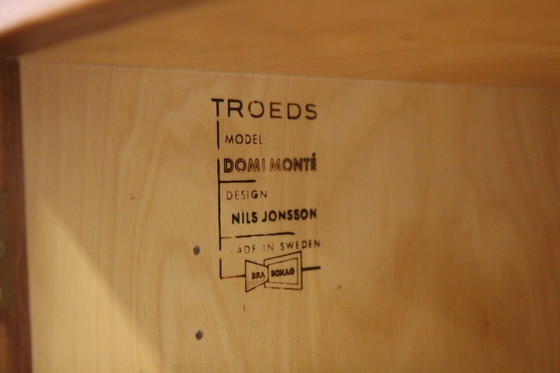 TROEDS
MODEL
DOMI MONTÉ
DESIGN
NILS JONSSON
ADE IN SWEDEN
BRA BOHAG